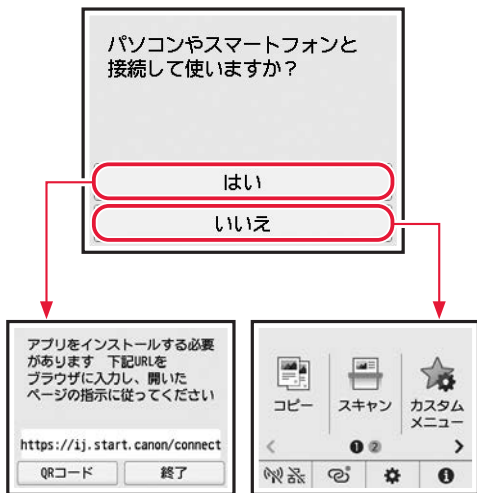 パソコンやスマートフォンと
接続して使いますか？
はい
いいえ
アプリをインストールする必要
があります　下記URLを
ブラウザに入力し、開いた
ページの指示に従ってください
https://ij.start.canon/connect
QRコード
終了
コピー
スキャン
カスタム
メニュー
1 2